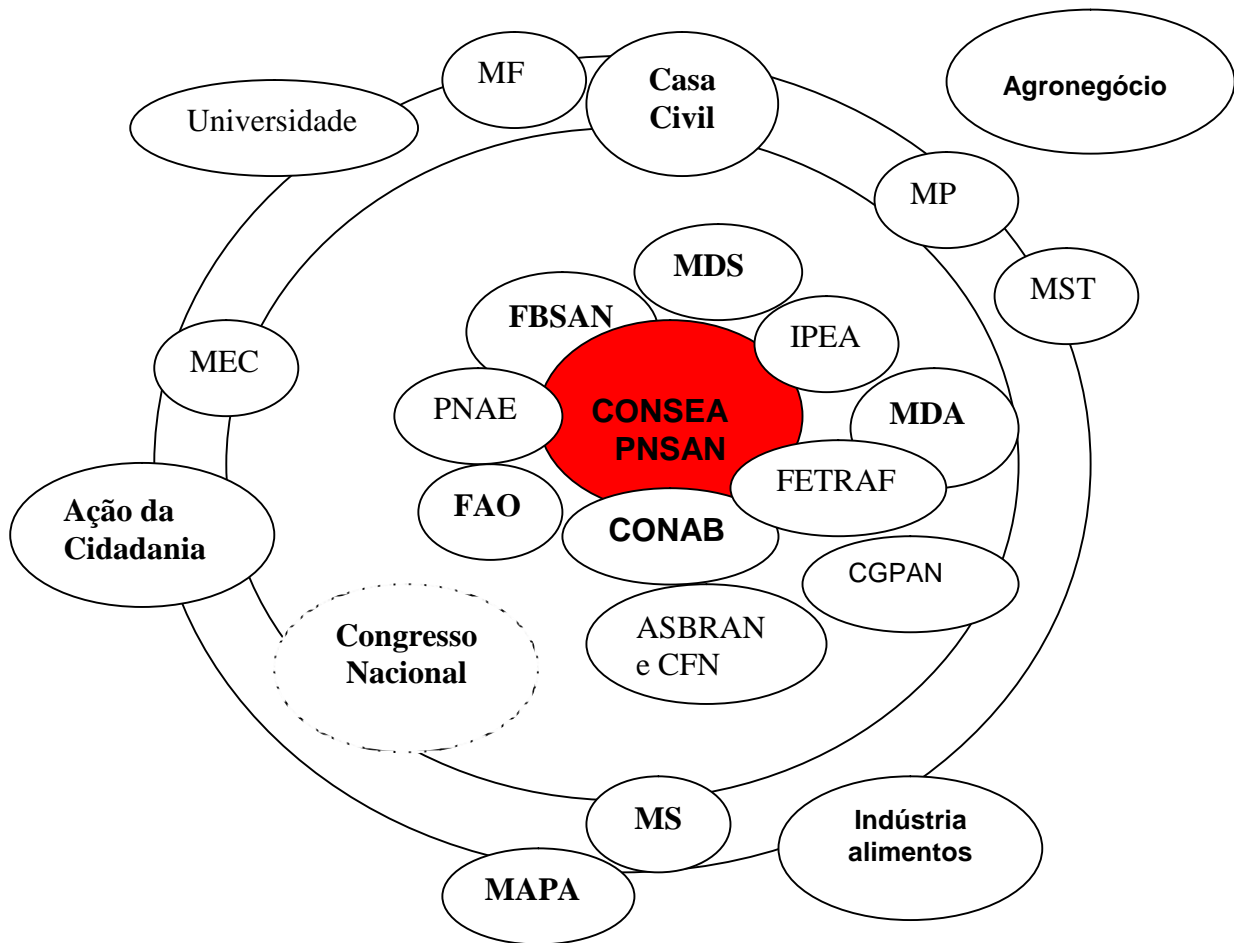 MF
Casa
Civil
Agronegócio
Universidade
MP
MDS
MST
FBSAN
IPEA
MEC
PNAE
CONSEA
PNSAN
MDA
FETRAF
Ação da
Cidadania
FAO
CONAB
CGPAN
Congresso
Nacional
ASBRAN
e CFN
MS
Indústria
alimentos
MAPA